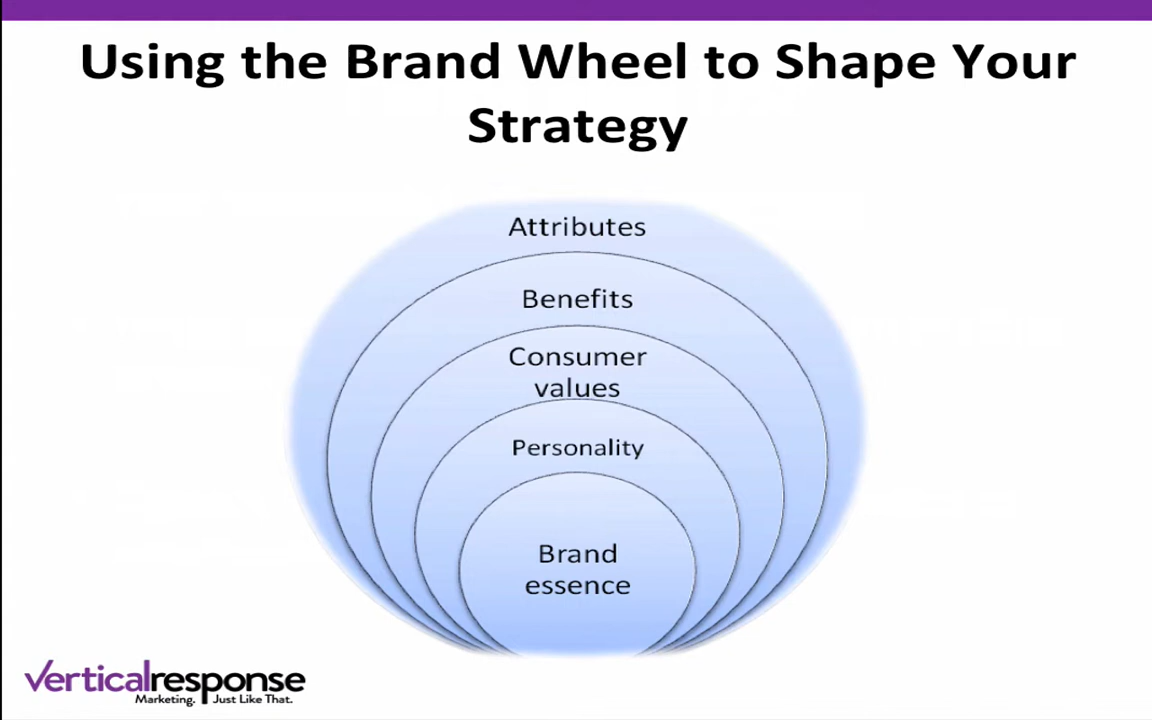 Using the Brand Wheel to Shape Your
Strategy
Attributes
Benefits
Consumer
values
Personality
Brand
essence
verticalresponse
Marketing. Just Like That.